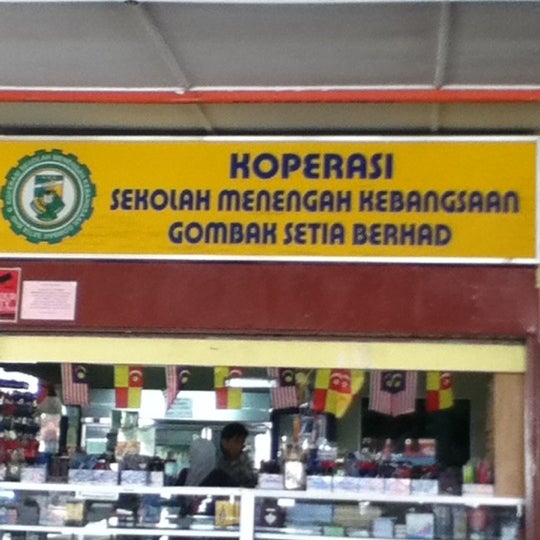 KOPERASI
SEKOLAH MENENGAH KEBANGSAAN
GOMBAK SETIA BERHAD